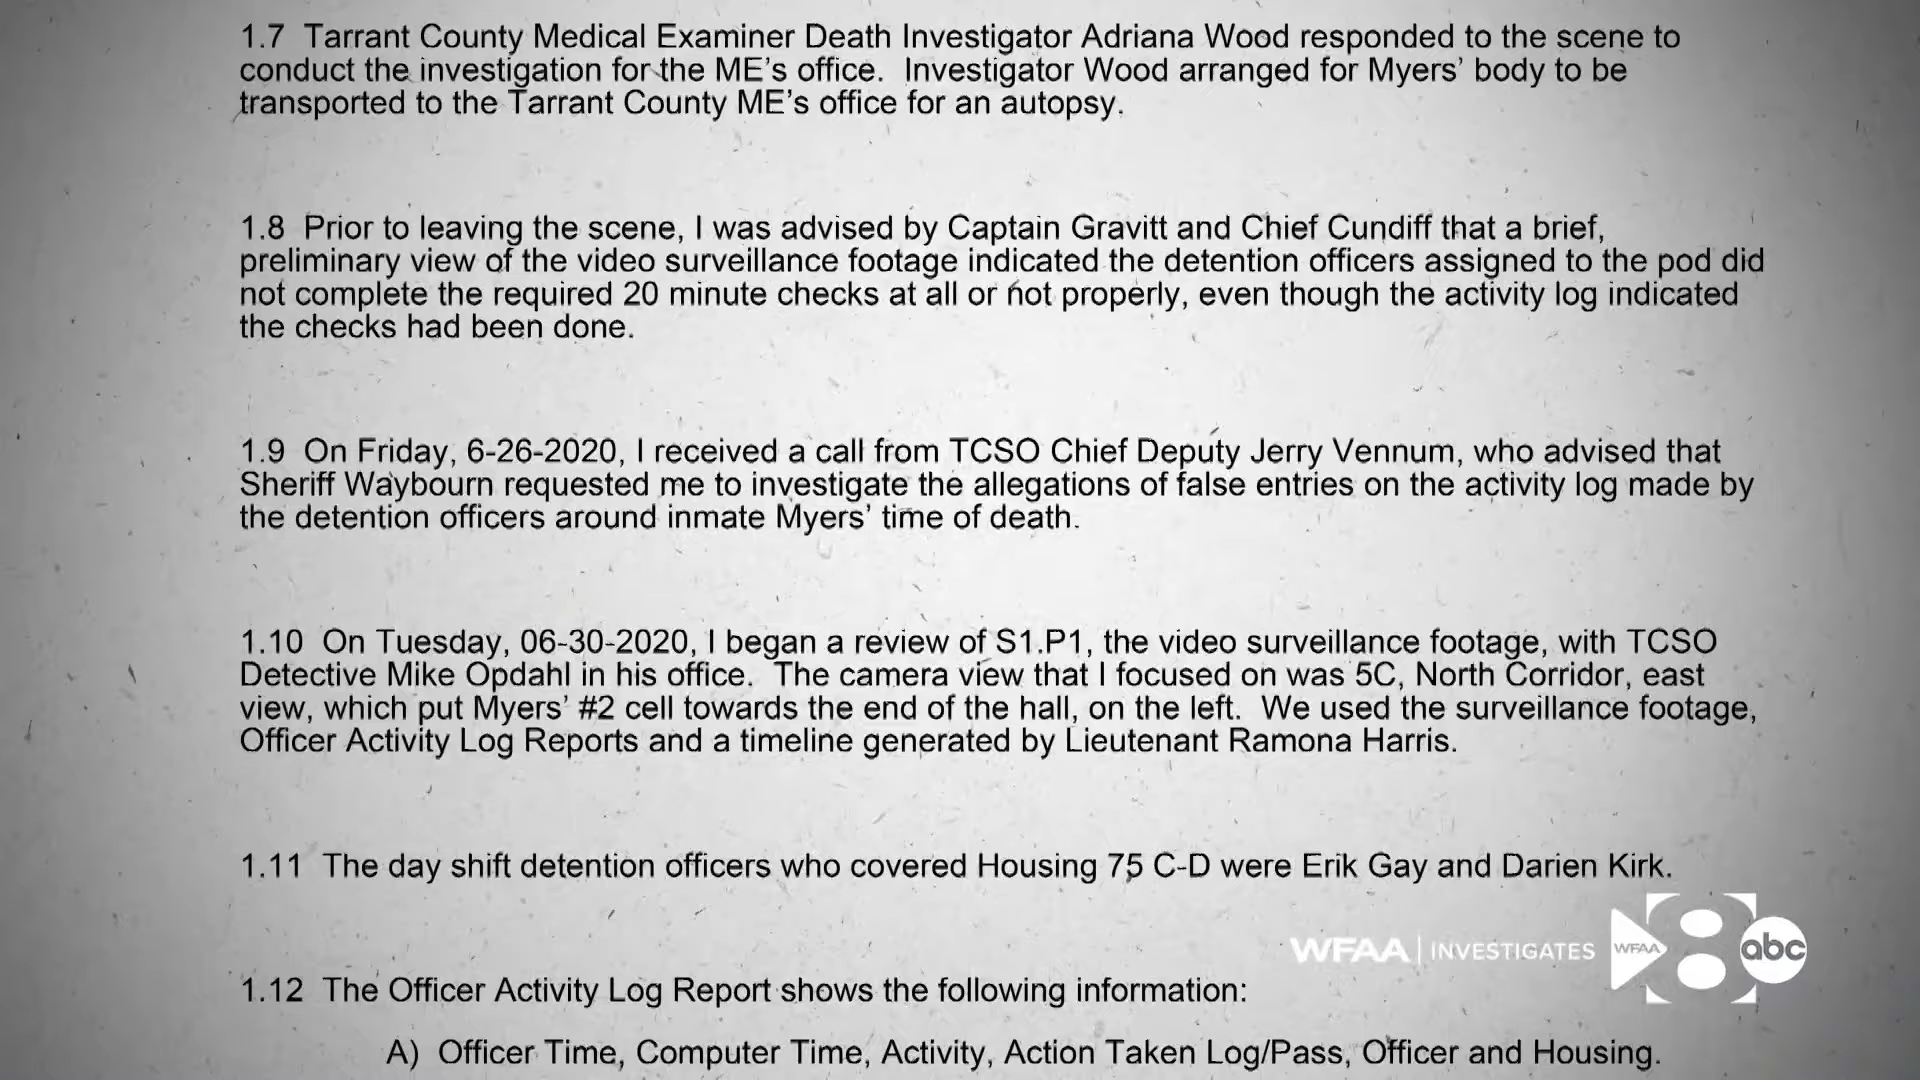 1.7  Tarrant County Medical Examiner Death Investigator Adriana Wood responded to the scene to
conduct the investigation for the ME's office.  Investigator Wood arranged for Myers' body to be
transported to the Tarrant County ME's office for an autopsy.
1.8  Prior to leaving the scene, I was advised by Captain Gravitt and Chief Cundiff that a brief,
preliminary view of the video surveillance footage indicated the detention officers assigned to the pod did
not complete the required 20 minute checks at all or not properly, even though the activity log indicated
the checks had been done.
1.9  On Friday, 6-26-2020, I received a call from TCSO Chief Deputy Jerry Vennum, who advised that
Sheriff Waybourn requested me to investigate the allegations of false entries on the activity log made by
the detention officers around inmate Myers' time of death.
1.10  On Tuesday, 06-30-2020, I began a review of S1.P1, the video surveillance footage, with TCSO
Detective Mike Opdahl in his office.  The camera view that I focused on was 5C, North Corridor, east
view, which put Myers' #2 cell towards the end of the hall, on the left.  We used the surveillance footage,
Officer Activity Log Reports and a timeline generated by Lieutenant Ramona Harris.
1.11  The day shift detention officers who covered Housing 75 C-D were Erik Gay and Darien Kirk.
WFAA | INVESTIGATES WFAA 8 abc
1.12  The Officer Activity Log Report shows the following information:
A)  Officer Time, Computer Time, Activity, Action Taken Log/Pass, Officer and Housing.